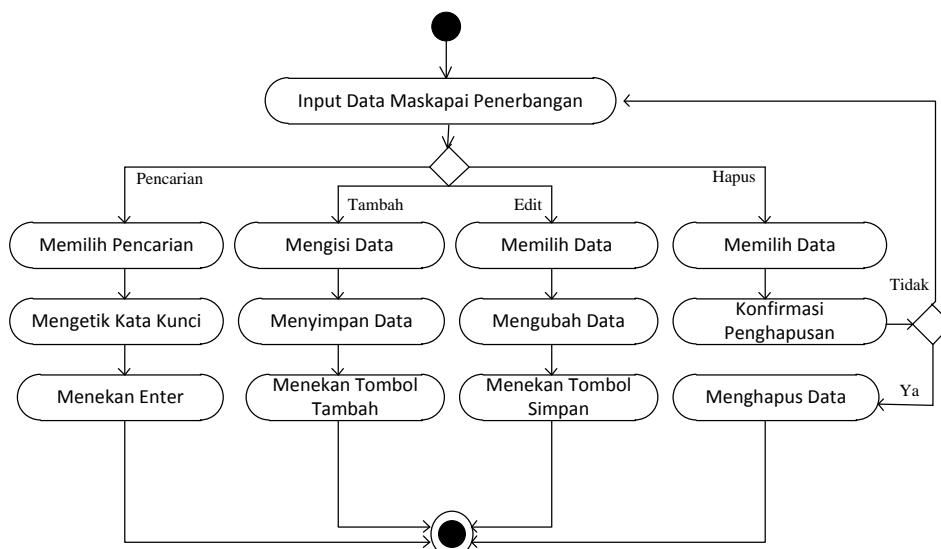 Input Data Maskapai Penerbangan
Pencarian
Tambah
Edit
Hapus
Memilih Pencarian
Mengisi Data
Memilih Data
Memilih Data
Tidak
Mengetik Kata Kunci
Menyimpan Data
Mengubah Data
Konfirmasi
Penghapusan
Menekan Enter
Menekan Tombol
Tambah
Menekan Tombol
Simpan
Menghapus Data
Ya